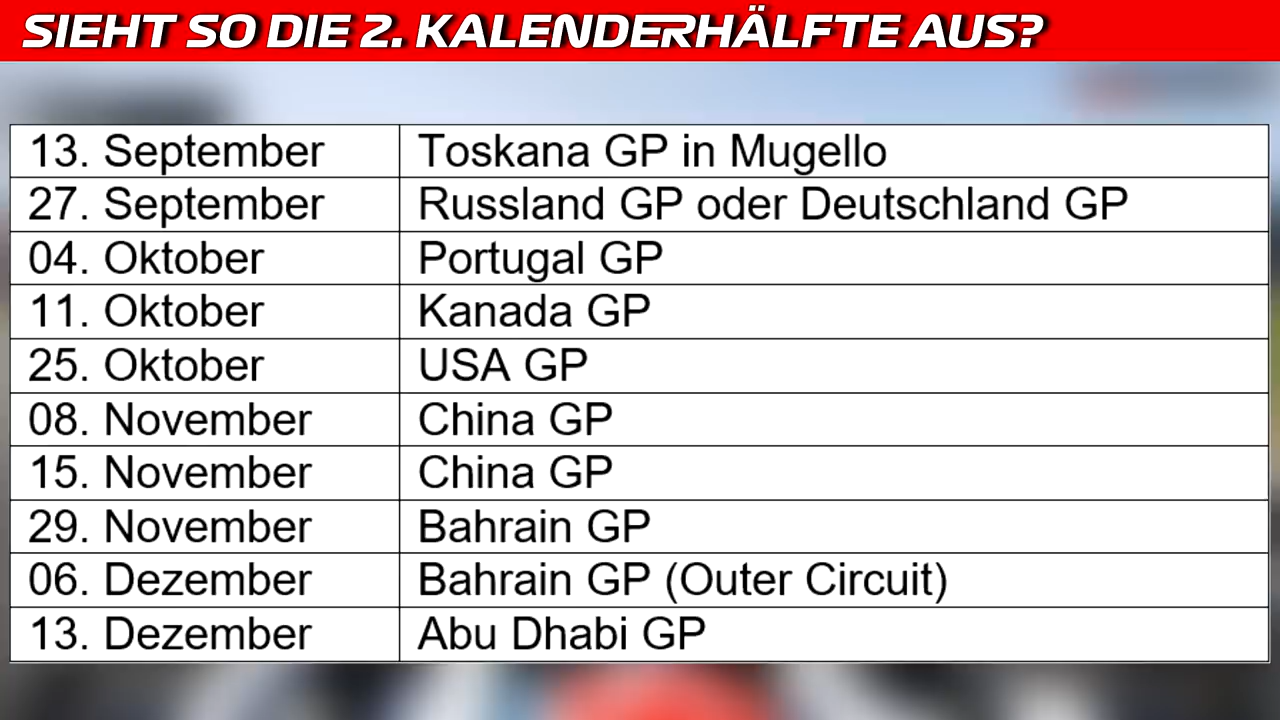 SIEHT SO DIE 2. KALENDERHÄLFTE AUS?
13. September Toskana GP in Mugello
27. September Russland GP oder Deutschland GP
04. Oktober Portugal GP
11. Oktober Kanada GP
25. Oktober USA GP
08. November China GP
15. November China GP
29. November Bahrain GP
06. Dezember Bahrain GP (Outer Circuit)
13. Dezember Abu Dhabi GP